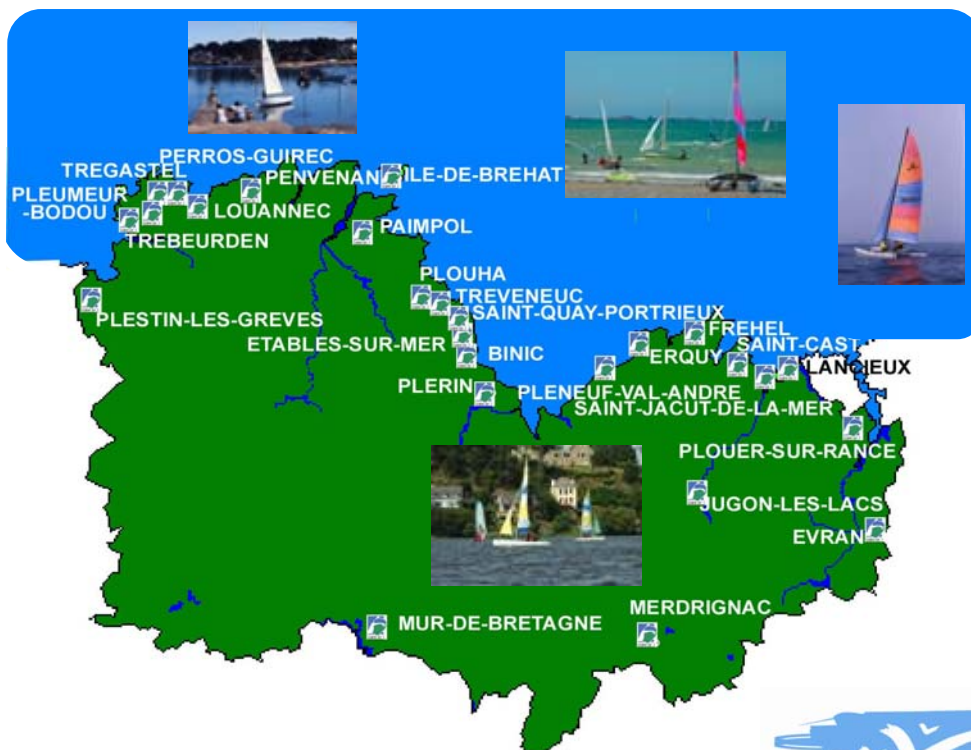 PERROS-GUIREC
TREGASTEL
PENVENAN
ILE-DE-BREHAT
PLEUMEUR
-BODOU
LOUANNEC
TREBEURDEN
PAIMPOL
PLOUHA
TREVENEUC
SAINT-QUAY-PORTRIEUX
PLESTIN-LES-GREVES
ETABLES-SUR-MER
BINIC
FREHEL
SAINT-CAST
ERQUY
LANCIEUX
PLERIN
PLENEUF-VAL-ANDRE
SAINT-JACUT-DE-LA-MER
PLOUER-SUR-RANCE
JUGON-LES-LACS
EVRAN
MERDRIGNAC
MUR-DE-BRETAGNE